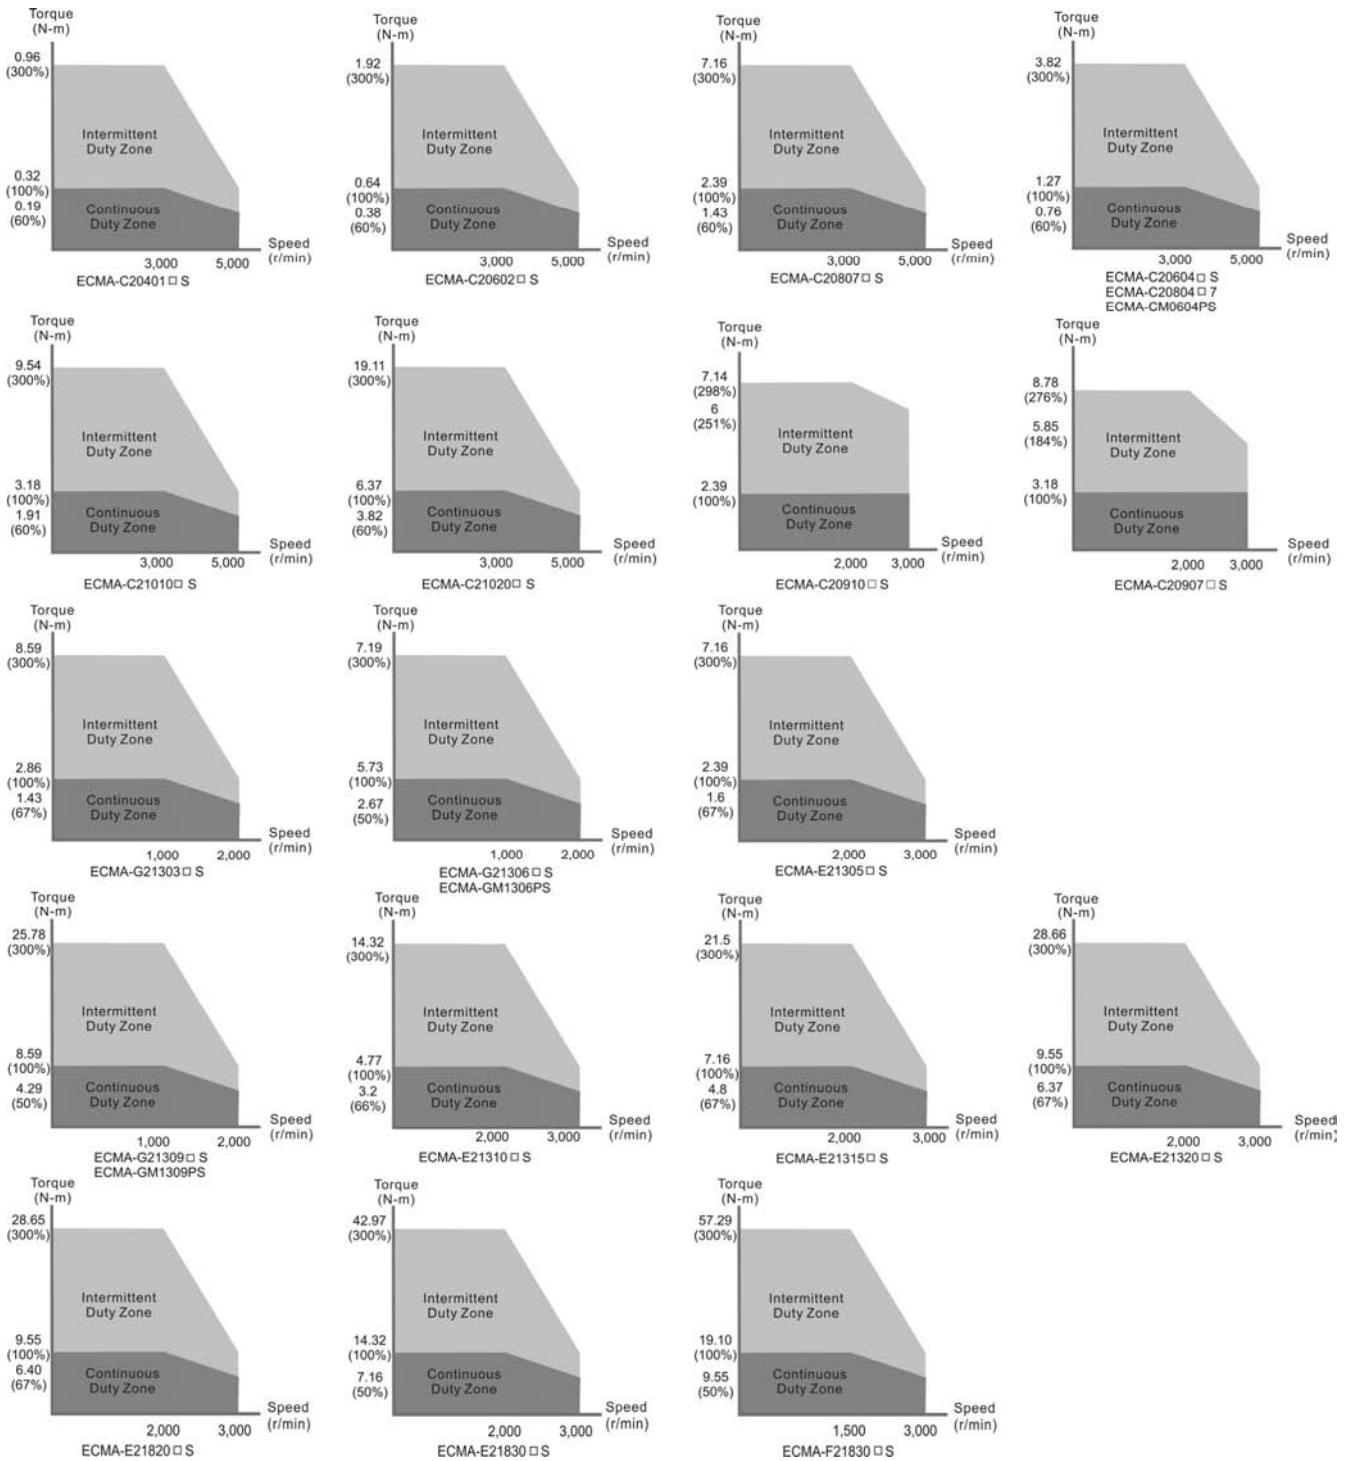 Torque
(N-m)
0.96
(300%)
Intermittent
Duty Zone
0.32
(100%)
0.19
(60%)
Continuous
Duty Zone
Speed
(r/min)
3,000
5,000
ECMA-C20401□ S
Torque
(N-m)
1.92
(300%)
Intermittent
Duty Zone
0.64
(100%)
0.38
(60%)
Continuous
Duty Zone
Speed
(r/min)
3,000
5,000
ECMA-C20602□ S
Torque
(N-m)
7.16
(300%)
Intermittent
Duty Zone
2.39
(100%)
1.43
(60%)
Continuous
Duty Zone
Speed
(r/min)
3,000
5,000
ECMA-C20807□ S
Torque
(N-m)
3.82
(300%)
Intermittent
Duty Zone
1.27
(100%)
0.76
(60%)
Continuous
Duty Zone
Speed
(r/min)
3,000
5,000
ECMA-C20604□ S
ECMA-C20804□ 7
ECMA-CM0604PS
Torque
(N-m)
9.54
(300%)
Intermittent
Duty Zone
3.18
(100%)
1.91
(60%)
Continuous
Duty Zone
Speed
(r/min)
3,000
5,000
ECMA-C21010□ S
Torque
(N-m)
19.11
(300%)
Intermittent
Duty Zone
6.37
(100%)
3.82
(60%)
Continuous
Duty Zone
Speed
(r/min)
3,000
5,000
ECMA-C21020□ S
Torque
(N-m)
7.14
(298%)
6
(251%)
Intermittent
Duty Zone
2.39
(100%)
Continuous
Duty Zone
Speed
(r/min)
2,000
3,000
ECMA-C20910□ S
Torque
(N-m)
8.78
(276%)
5.85
(184%)
Intermittent
Duty Zone
3.18
(100%)
Continuous
Duty Zone
Speed
(r/min)
2,000
3,000
ECMA-C20907□ S
Torque
(N-m)
8.59
(300%)
Intermittent
Duty Zone
2.86
(100%)
1.43
(67%)
Continuous
Duty Zone
Speed
(r/min)
1,000
2,000
ECMA-G21303□ S
Torque
(N-m)
7.19
(300%)
Intermittent
Duty Zone
5.73
(100%)
2.67
(50%)
Continuous
Duty Zone
Speed
(r/min)
1,000
2,000
ECMA-G21306□ S
ECMA-GM1306PS
Torque
(N-m)
7.16
(300%)
Intermittent
Duty Zone
2.39
(100%)
1.6
(67%)
Continuous
Duty Zone
Speed
(r/min)
2,000
3,000
ECMA-E21305□ S
Torque
(N-m)
25.78
(300%)
Intermittent
Duty Zone
8.59
(100%)
4.29
(50%)
Continuous
Duty Zone
Speed
(r/min)
1,000
2,000
ECMA-G21309□ S
ECMA-GM1309PS
Torque
(N-m)
14.32
(300%)
Intermittent
Duty Zone
4.77
(100%)
3.2
(66%)
Continuous
Duty Zone
Speed
(r/min)
2,000
3,000
ECMA-E21310□ S
Torque
(N-m)
21.5
(300%)
Intermittent
Duty Zone
7.16
(100%)
4.8
(67%)
Continuous
Duty Zone
Speed
(r/min)
2,000
3,000
ECMA-E21315□ S
Torque
(N-m)
28.66
(300%)
Intermittent
Duty Zone
9.55
(100%)
6.37
(67%)
Continuous
Duty Zone
Speed
(r/min)
2,000
3,000
ECMA-E21320□ S
Torque
(N-m)
28.65
(300%)
Intermittent
Duty Zone
9.55
(100%)
6.40
(67%)
Continuous
Duty Zone
Speed
(r/min)
2,000
3,000
ECMA-E21820□ S
Torque
(N-m)
42.97
(300%)
Intermittent
Duty Zone
14.32
(100%)
7.16
(50%)
Continuous
Duty Zone
Speed
(r/min)
2,000
3,000
ECMA-E21830□ S
Torque
(N-m)
57.29
(300%)
Intermittent
Duty Zone
19.10
(100%)
9.55
(50%)
Continuous
Duty Zone
Speed
(r/min)
1,500
3,000
ECMA-F21830□ S